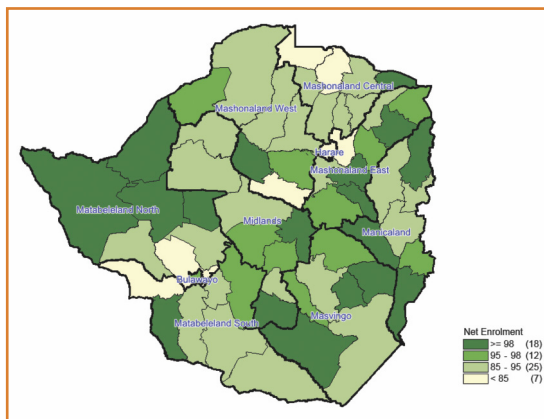 Mashonaland Central
Mashonaland West
Harare
Mashonaland East
Matabeleland North
Midlands
Manicaland
Bulawayo
Masvingo
Matabeleland South
Net Enrolment
>= 98 (18)
95 - 98 (12)
85 - 95 (25)
< 85 (7)